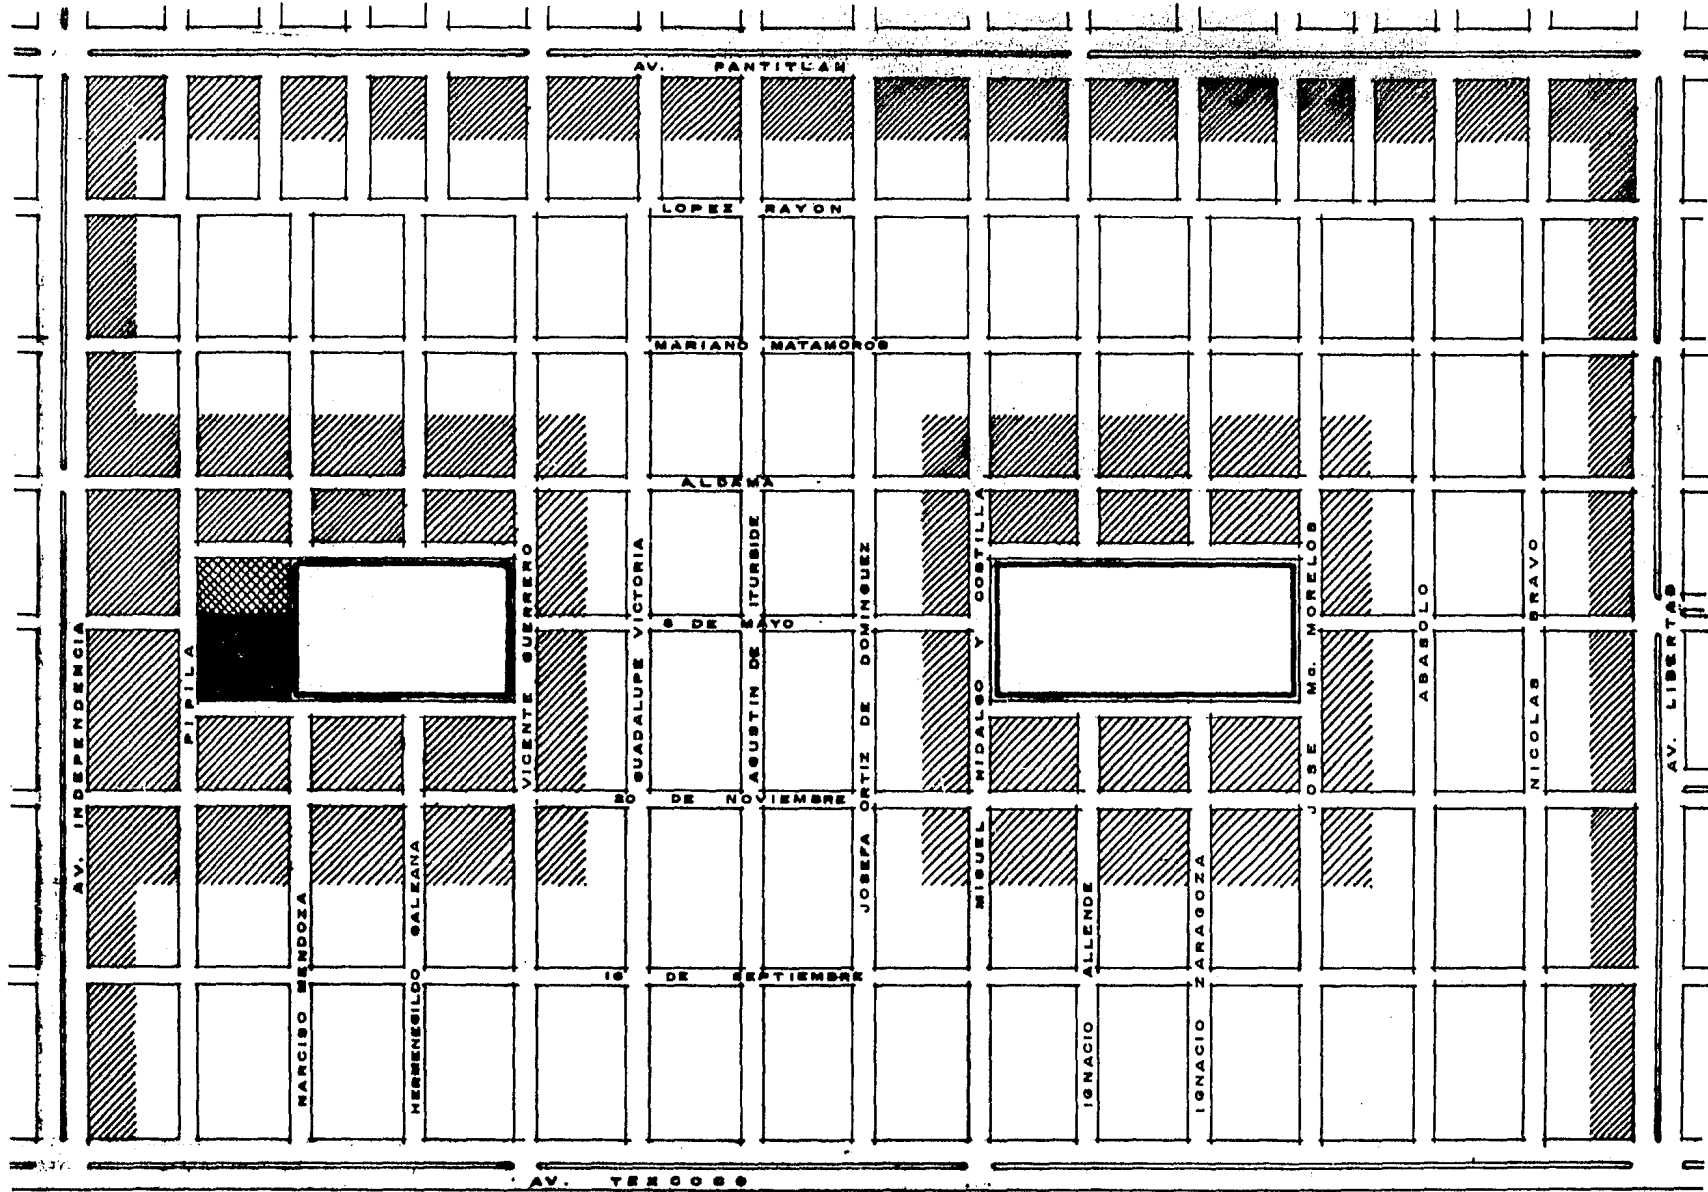 AV. PANTITLAN
LOPEZ RAYON
MARIANO MATAMOROS
ALDAMA
5 DE MAYO
20 DE NOVIEMBRE
16 DE SEPTIEMBRE
AV. TEXCOCO
AV. INDEPENDENCIA
PIPILA
NARCISO MENDOZA
HERMENEGILDO GALEANA
VICENTE GUERRERO
GUADALUPE VICTORIA
AGUSTIN DE ITURBIDE
JOSEFA ORTIZ DE DOMINGUEZ
MIGUEL HIDALGO Y COSTILLA
IGNACIO ALLENDE
IGNACIO ZARAGOZA
JOSE Ma. MORELOS
ABASOLO
NICOLAS BRAVO
AV. LIBERTAS